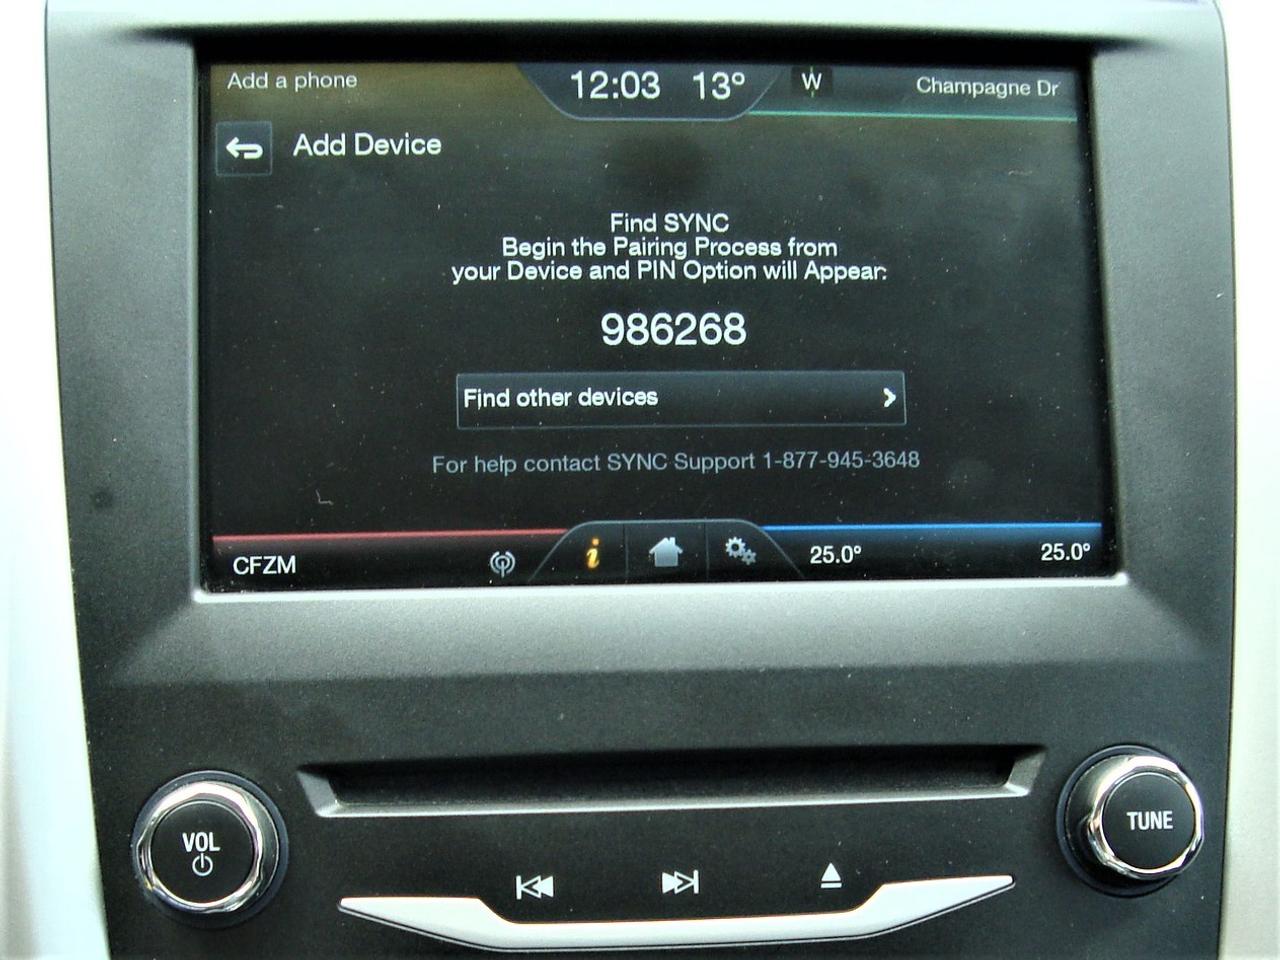 Add a phone
12:03 13° W Champagne Dr
Add Device
Find SYNC
Begin the Pairing Process from
your Device and PIN Option will Appear:
986268
Find other devices
For help contact SYNC Support 1-877-945-3648
CFZM i 25.0° 25.0°
VOL
TUNE